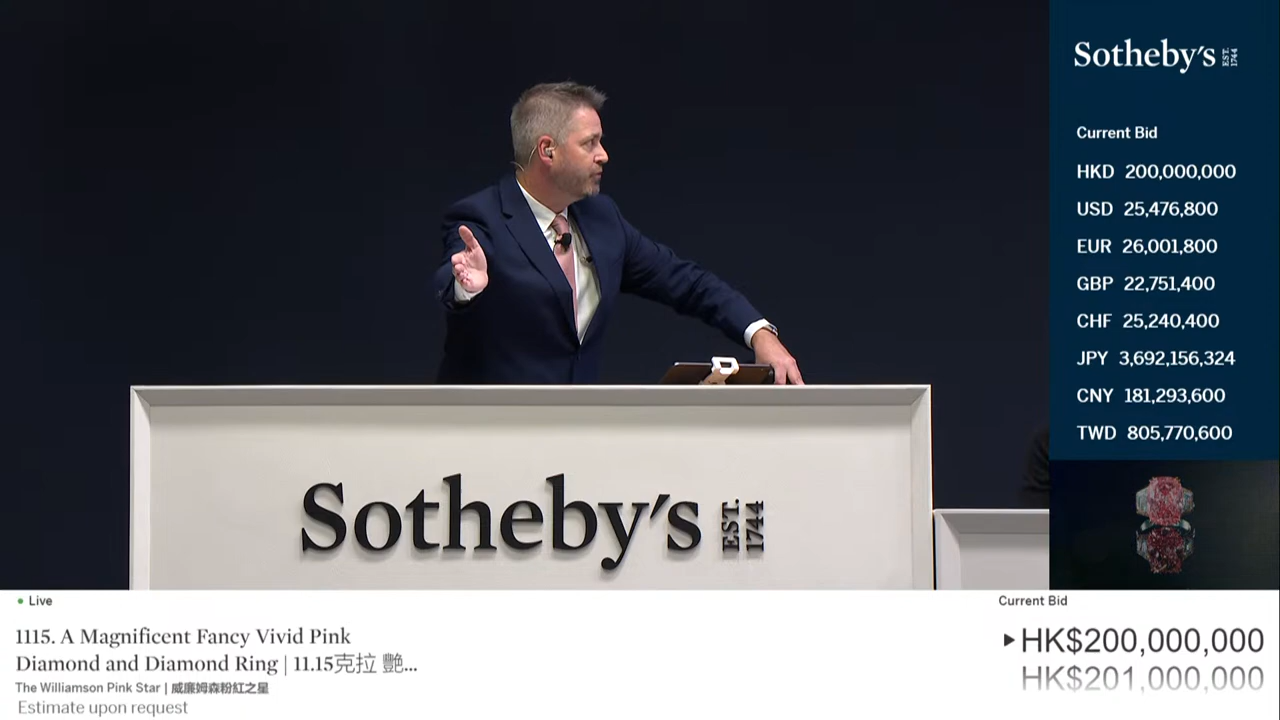 Sotheby's EST. 1744
Current Bid
HKD 200,000,000
USD 25,476,800
EUR 26,001,800
GBP 22,751,400
CHF 25,240,400
JPY 3,692,156,324
CNY 181,293,600
TWD 805,770,600
Sotheby's EST. 1744
Live
Current Bid
1115. A Magnificent Fancy Vivid Pink
Diamond and Diamond Ring | 11.15克拉 艷...
The Williamson Pink Star | 威廉姆森粉紅之星
Estimate upon request
HK$200,000,000
HK$201,000,000